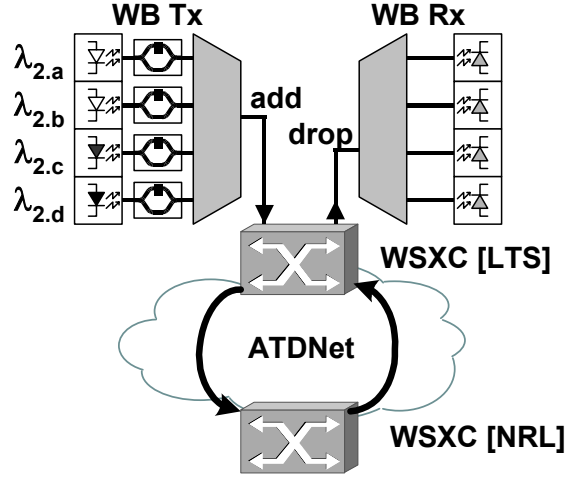 WB Tx
WB Rx
λ2.a
λ2.b
λ2.c
λ2.d
add
drop
WSXC [LTS]
ATDNet
WSXC [NRL]